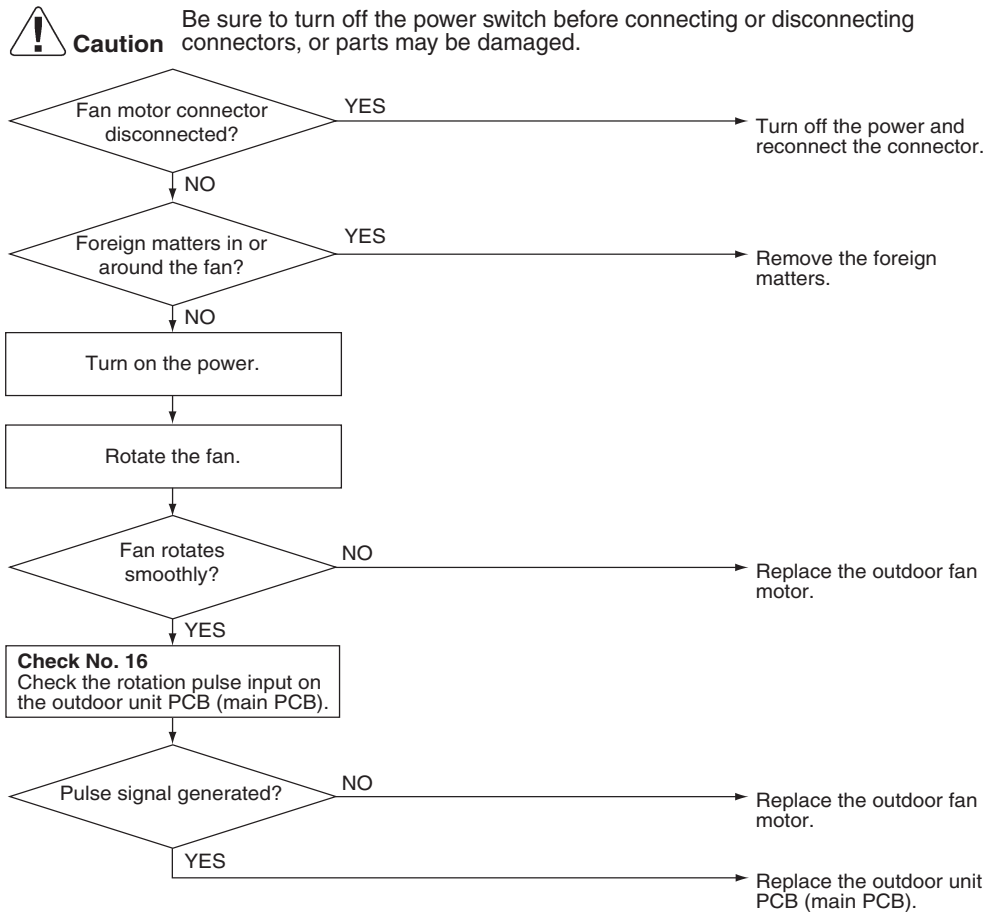 Be sure to turn off the power switch before connecting or disconnecting
Caution connectors, or parts may be damaged.
Fan motor connector
disconnected?
YES
Turn off the power and
reconnect the connector.
NO
Foreign matters in or
around the fan?
YES
Remove the foreign
matters.
NO
Turn on the power.
Rotate the fan.
Fan rotates
smoothly?
NO
Replace the outdoor fan
motor.
YES
Check No. 16
Check the rotation pulse input on
the outdoor unit PCB (main PCB).
Pulse signal generated?
NO
Replace the outdoor fan
motor.
YES
Replace the outdoor unit
PCB (main PCB).